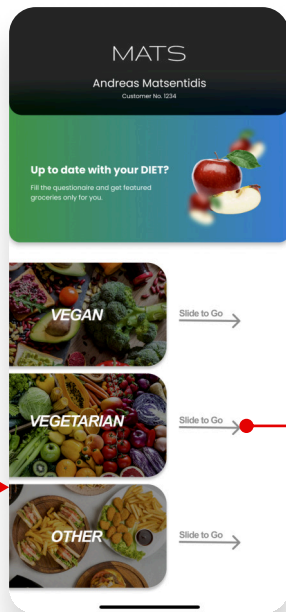 MATS
Andreas Matsentidis
Customer No. 1234
Up to date with your DIET?
Fill the questionaire and get featured
groceries only for you.
VEGAN
Slide to Go
VEGETARIAN
Slide to Go
OTHER
Slide to Go